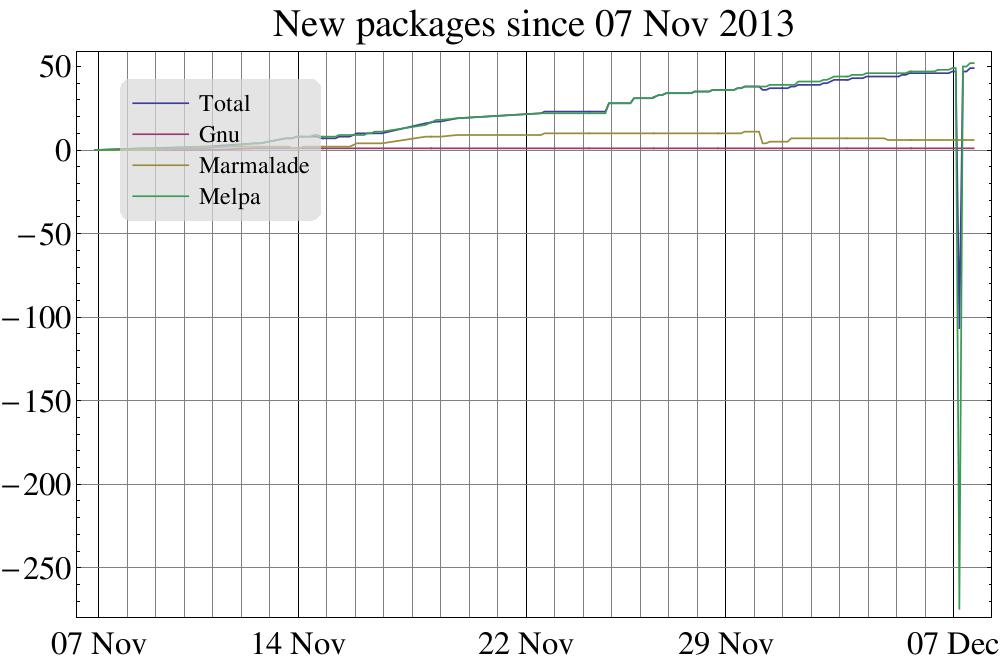 New packages since 07 Nov 2013
50
Total
Gnu
0
Marmalade
Melpa
−50
−100
−150
−200
−250
07 Nov 14 Nov 22 Nov 29 Nov 07 Dec